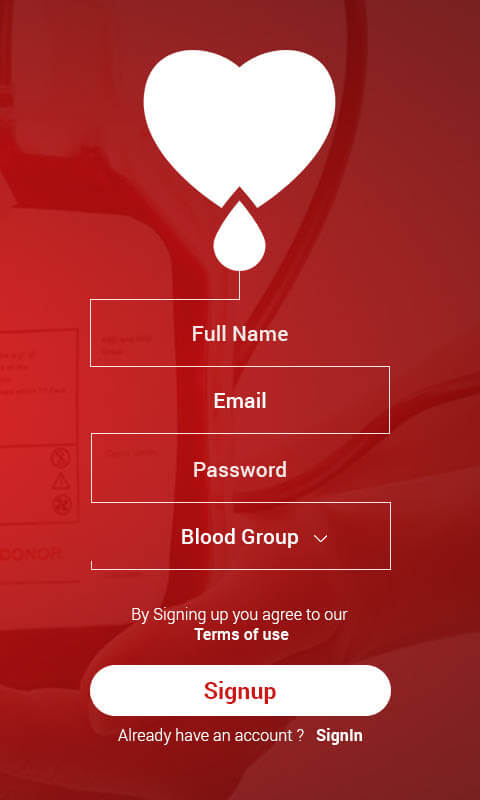 Full Name
Email
Password
Blood Group
By Signing up you agree to our
Terms of use
Signup
Already have an account ? SignIn
DONOR